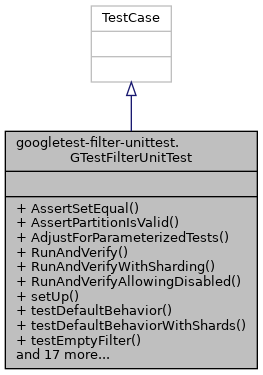 TestCase
googletest-filter-unittest.
GTestFilterUnitTest
+ AssertSetEqual()
+ AssertPartitionIsValid()
+ AdjustForParameterizedTests()
+ RunAndVerify()
+ RunAndVerifyWithSharding()
+ RunAndVerifyAllowingDisabled()
+ setUp()
+ testDefaultBehavior()
+ testDefaultBehaviorWithShards()
+ testEmptyFilter()
and 17 more...